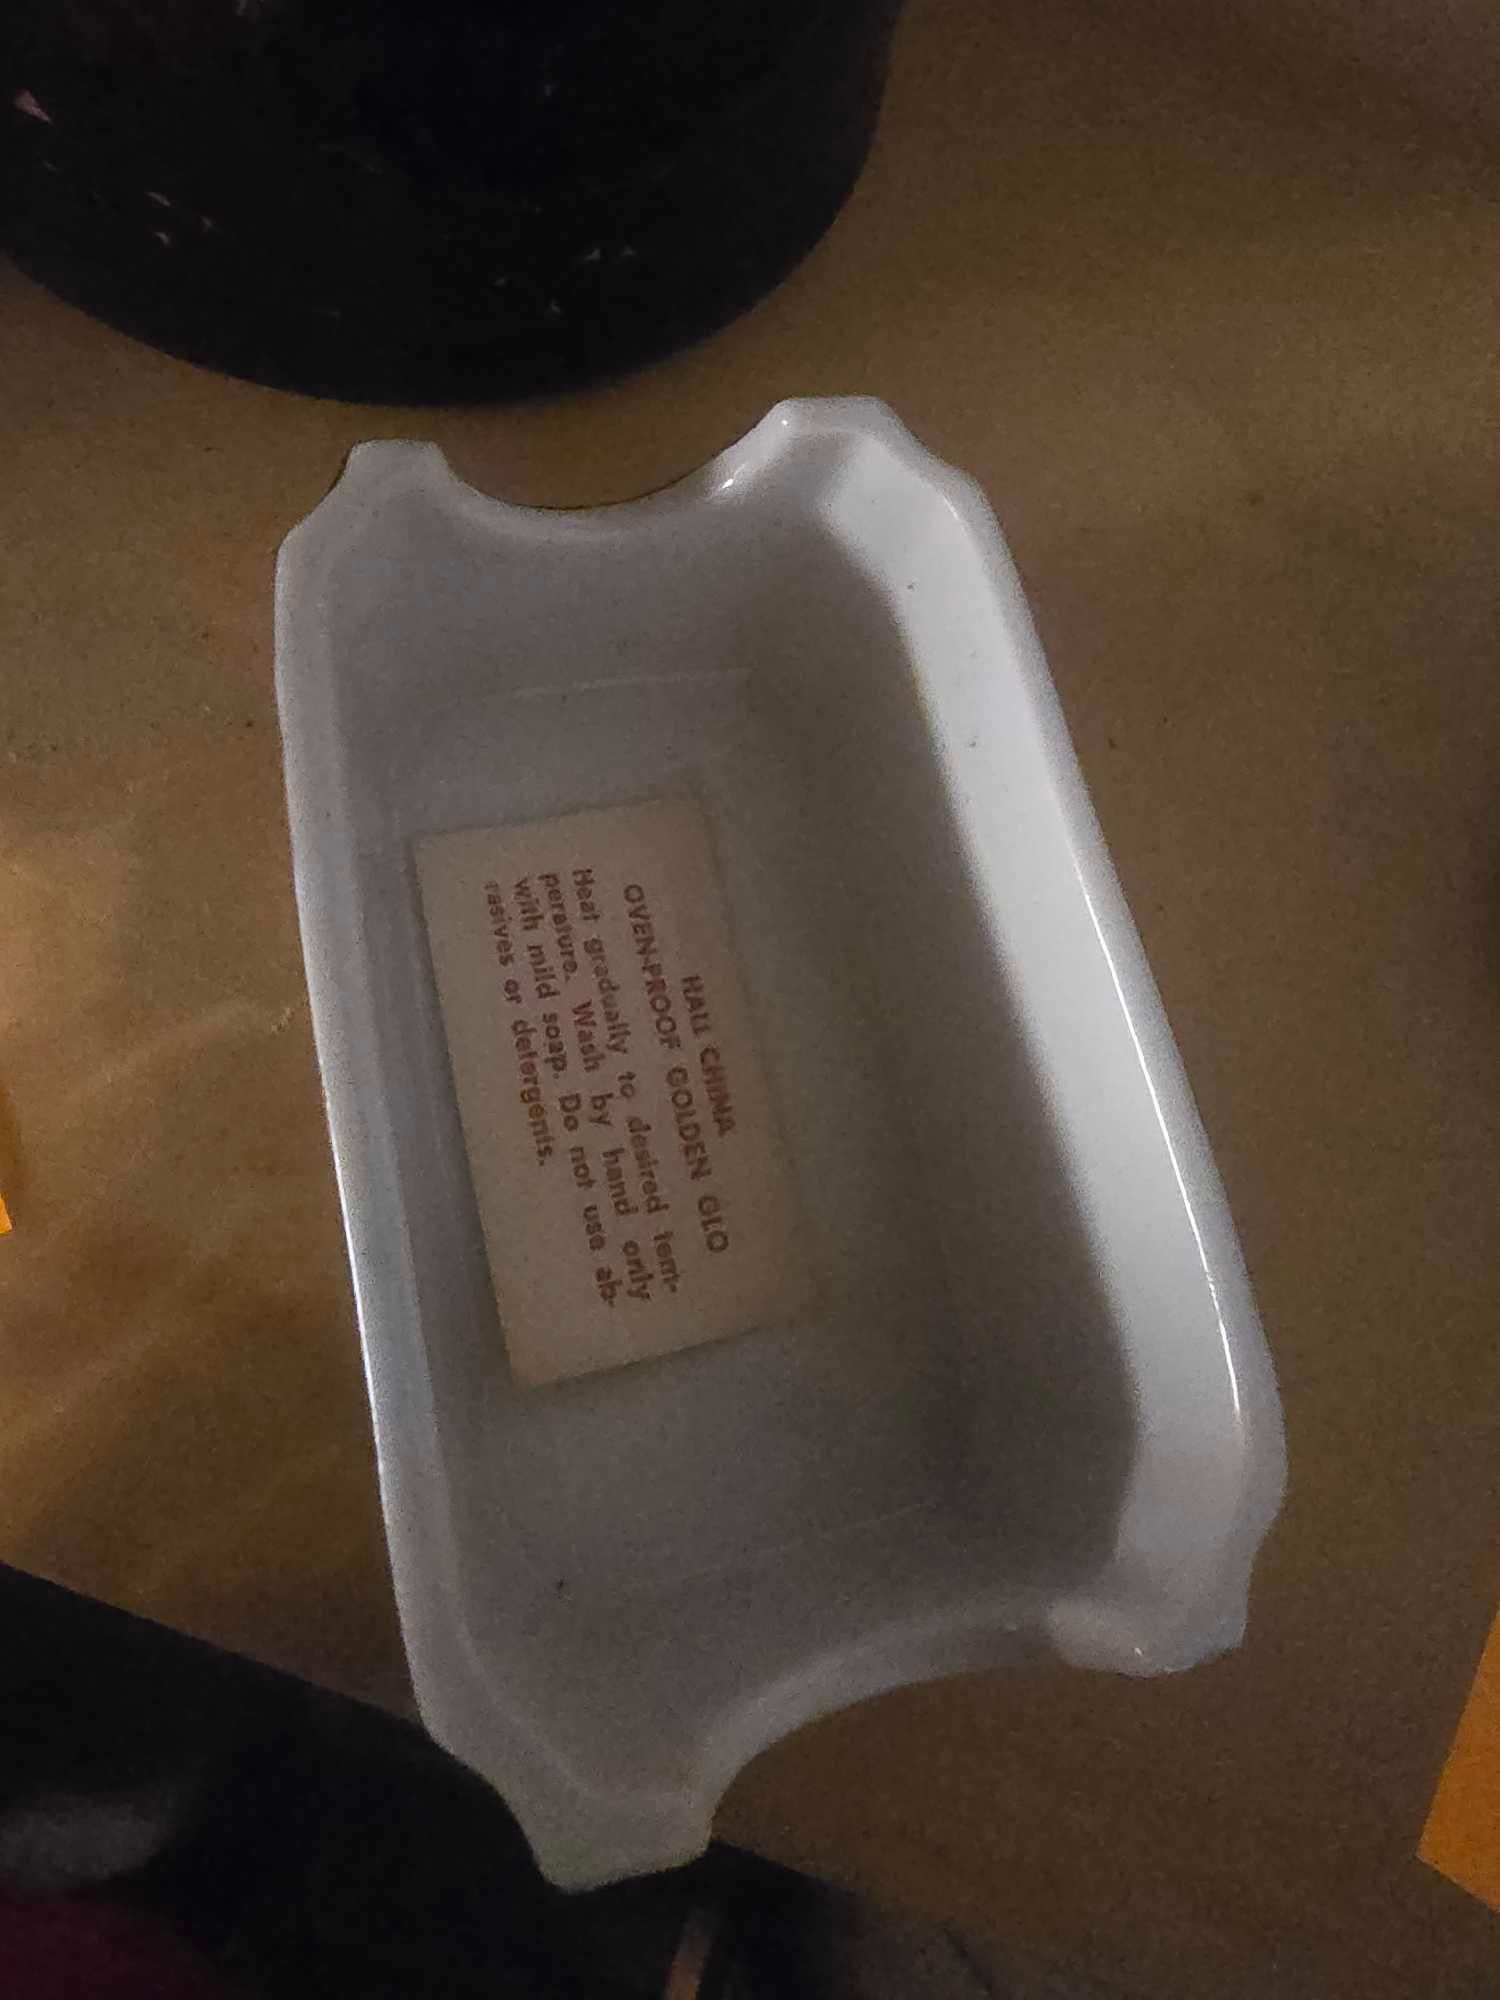 HALL CHINA
OVEN-PROOF GOLDEN GLO
Heat gradually to desired tem-
perature. Wash by hand only
with mild soap. Do not use ab-
rasives or detergents.